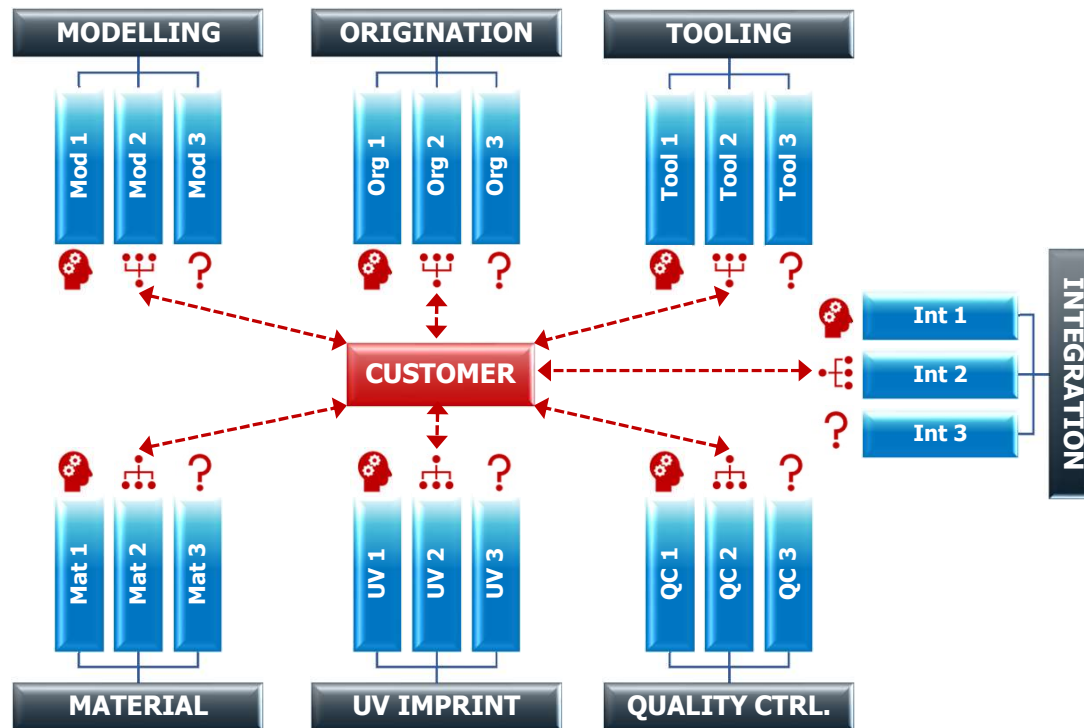 MODELLING
ORIGINATION
TOOLING
Mod 1
Mod 2
Mod 3
Org 1
Org 2
Org 3
Tool 1
Tool 2
Tool 3
INTEGRATION
Int 1
Int 2
Int 3
CUSTOMER
Mat 1
Mat 2
Mat 3
UV 1
UV 2
UV 3
QC 1
QC 2
QC 3
MATERIAL
UV IMPRINT
QUALITY CTRL.